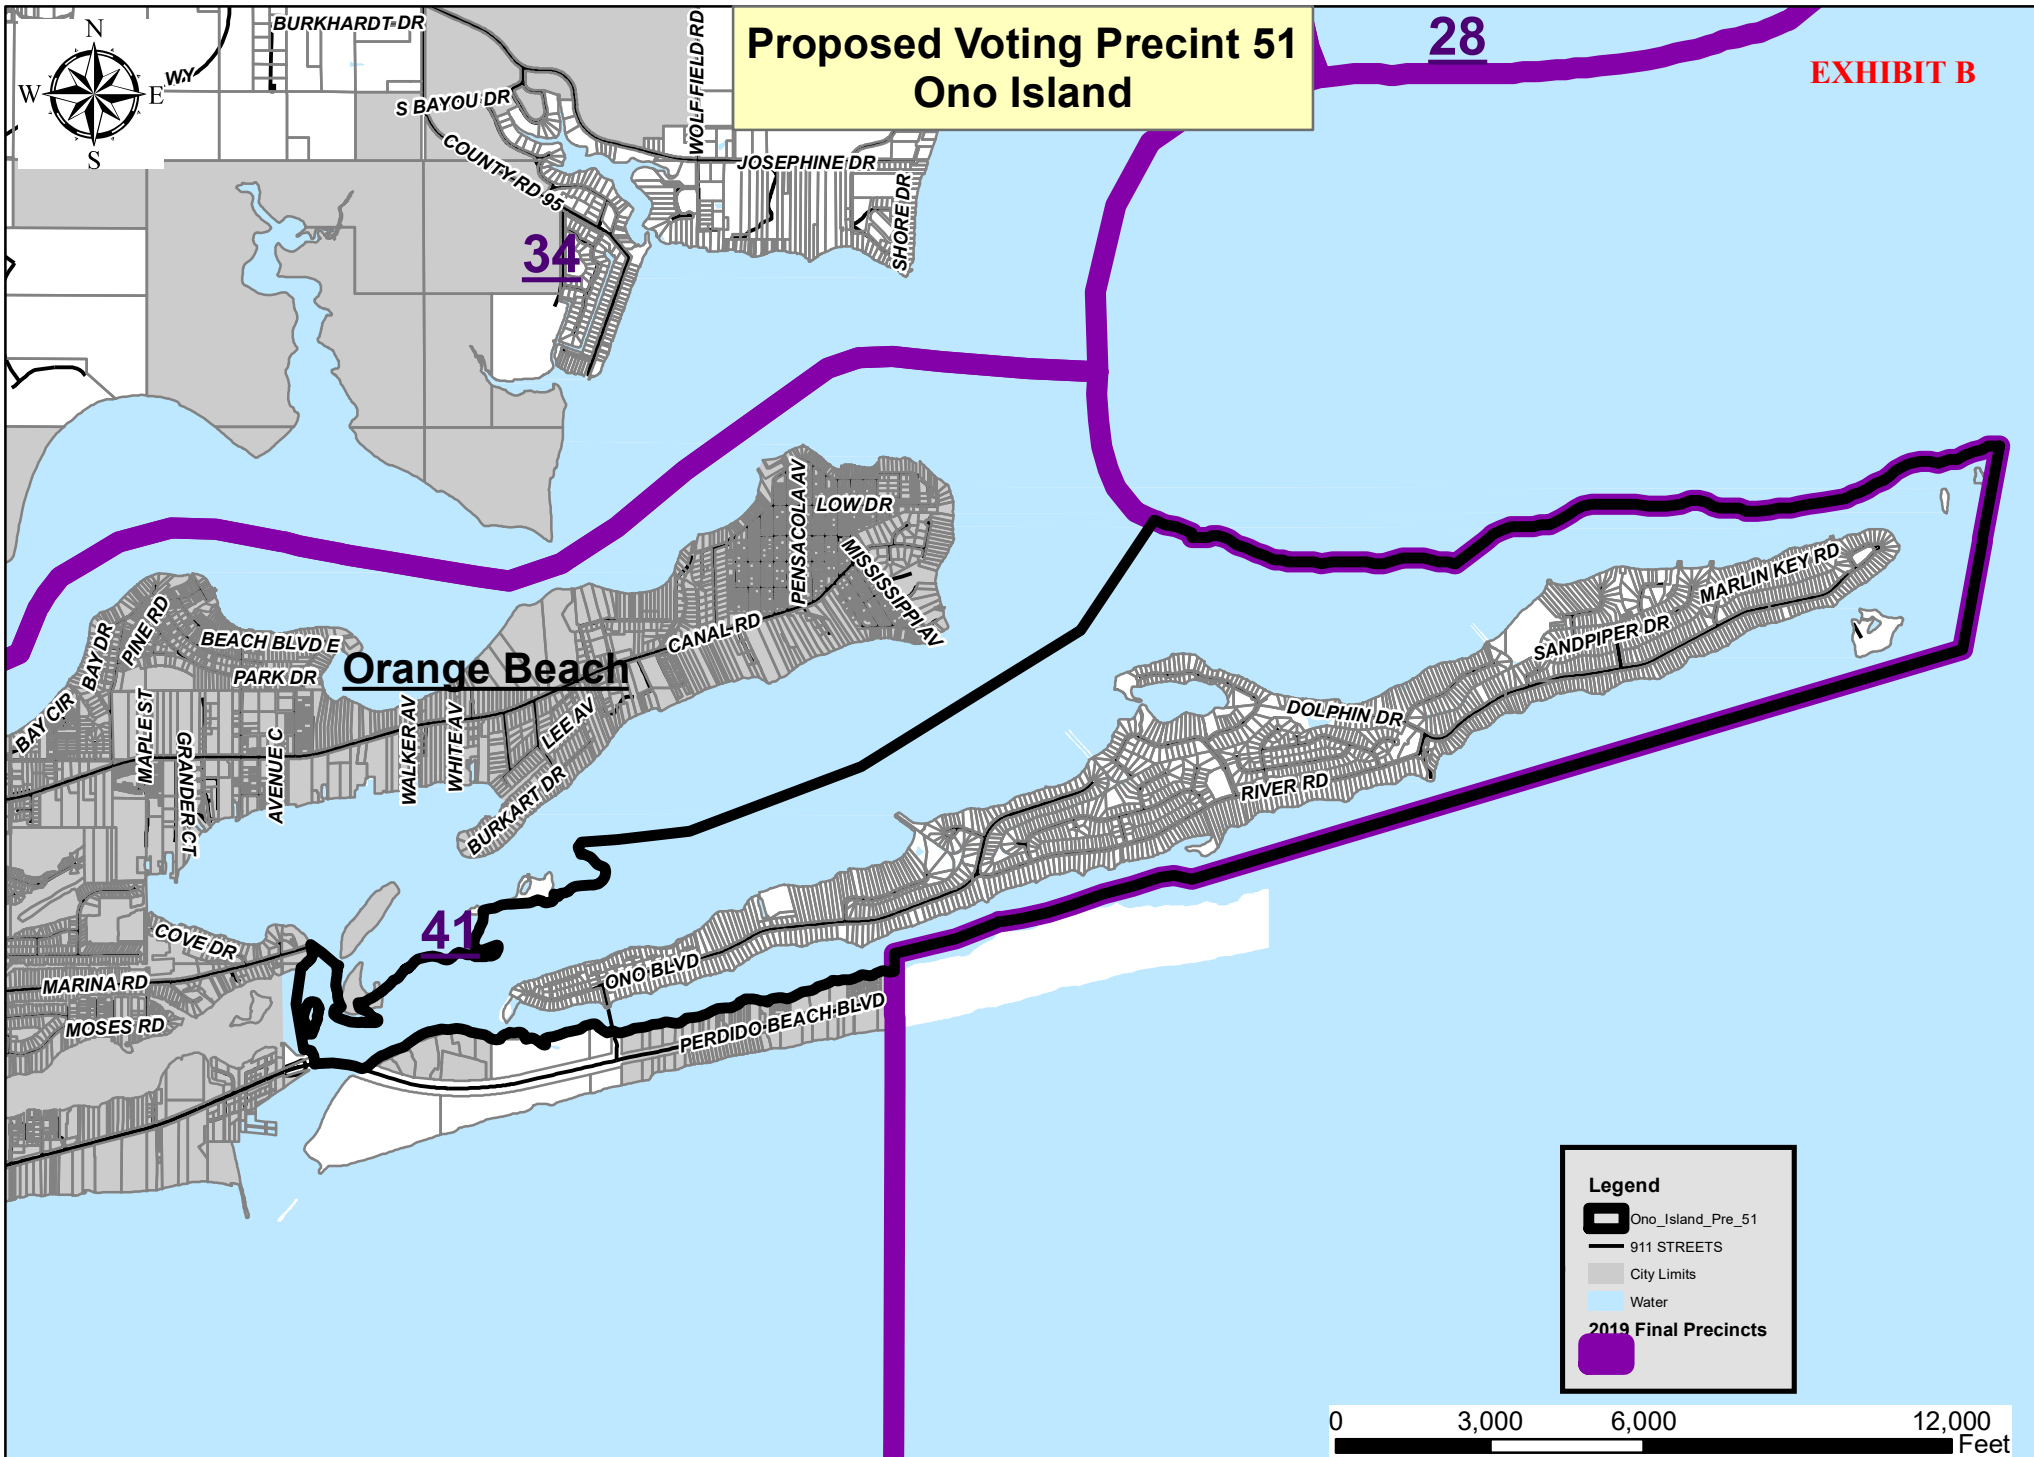 Proposed Voting Precint 51
Ono Island
EXHIBIT B
N
W
E
S
28
BURKHARDT DR
WY
WOLF FIELD RD
S BAYOU DR
COUNTY RD 95
JOSEPHINE DR
SHORE DR
34
PENSACOLA AV
LOW DR
MISSISSIPPI AV
CANAL RD
BAY DR
PINE RD
BEACH BLVD E
PARK DR
Orange Beach
BAY CIR
MAPLE ST
GRANDER CT
AVENUE C
WALKER AV
WHITE AV
LEE AV
BURKART DR
MARLIN KEY RD
SANDPIPER DR
DOLPHIN DR
RIVER RD
41
COVE DR
MARINA RD
MOSES RD
ONO BLVD
PERDIDO BEACH BLVD
Legend
Ono_Island_Pre_51
911 STREETS
City Limits
Water
2019 Final Precincts
0 3,000 6,000 12,000
Feet